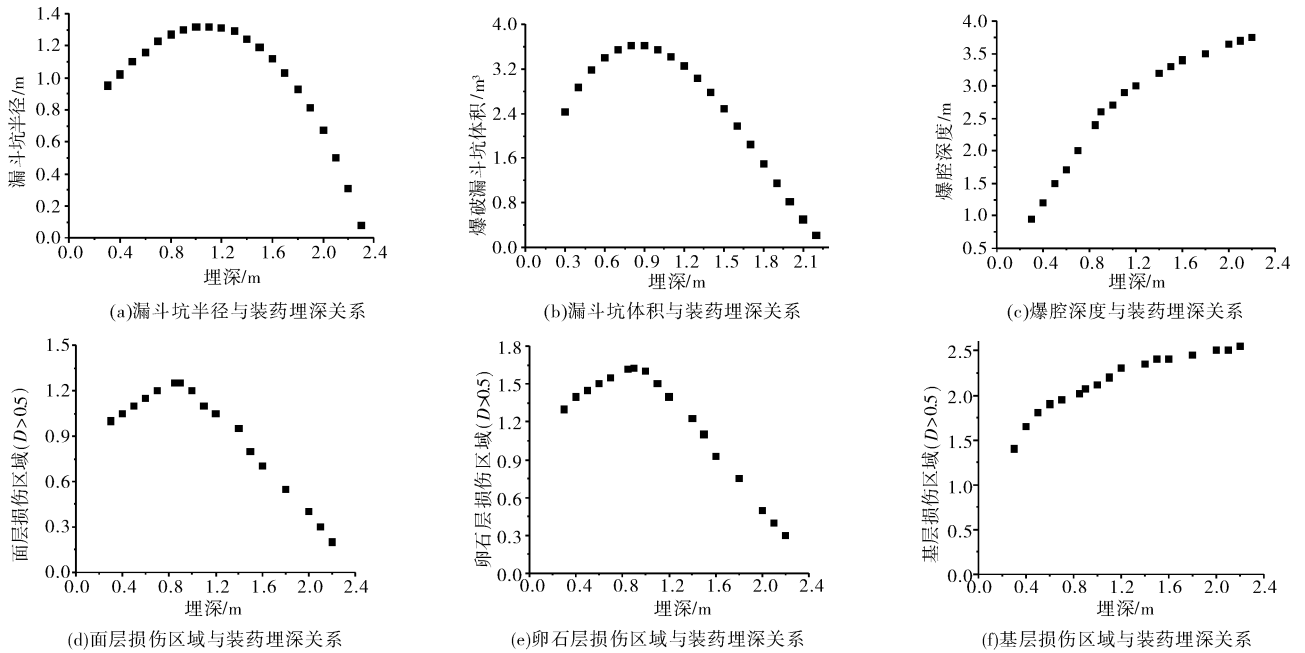 漏斗坑半径/m
1.4
1.2
1.0
0.8
0.6
0.4
0.2
0.0
0.0 0.4 0.8 1.2 1.6 2.0 2.4
埋深/m
(a)漏斗坑半径与装药埋深关系
爆破漏斗坑体积/m³
4.0
3.2
2.4
1.6
0.8
0.0
0.3 0.6 0.9 1.2 1.5 1.8 2.1
埋深/m
(b)漏斗坑体积与装药埋深关系
爆腔深度/m
4.0
3.5
3.0
2.5
2.0
1.5
1.0
0.5
0.0 0.4 0.8 1.2 1.6 2.0 2.4
埋深/m
(c)爆腔深度与装药埋深关系
面层损伤区域(D>0.5)
1.5
1.2
0.9
0.6
0.3
0.0
0.0 0.4 0.8 1.2 1.6 2.0 2.4
埋深/m
(d)面层损伤区域与装药埋深关系
卵石层损伤区域(D>0.5)
1.8
1.5
1.2
0.9
0.6
0.3
0.0
0.0 0.4 0.8 1.2 1.6 2.0 2.4
埋深/m
(e)卵石层损伤区域与装药埋深关系
基层损伤区域(D>0.5)
2.5
2.0
1.5
1.0
0.5
0.0
0.0 0.4 0.8 1.2 1.6 2.0 2.4
埋深/m
(f)基层损伤区域与装药埋深关系